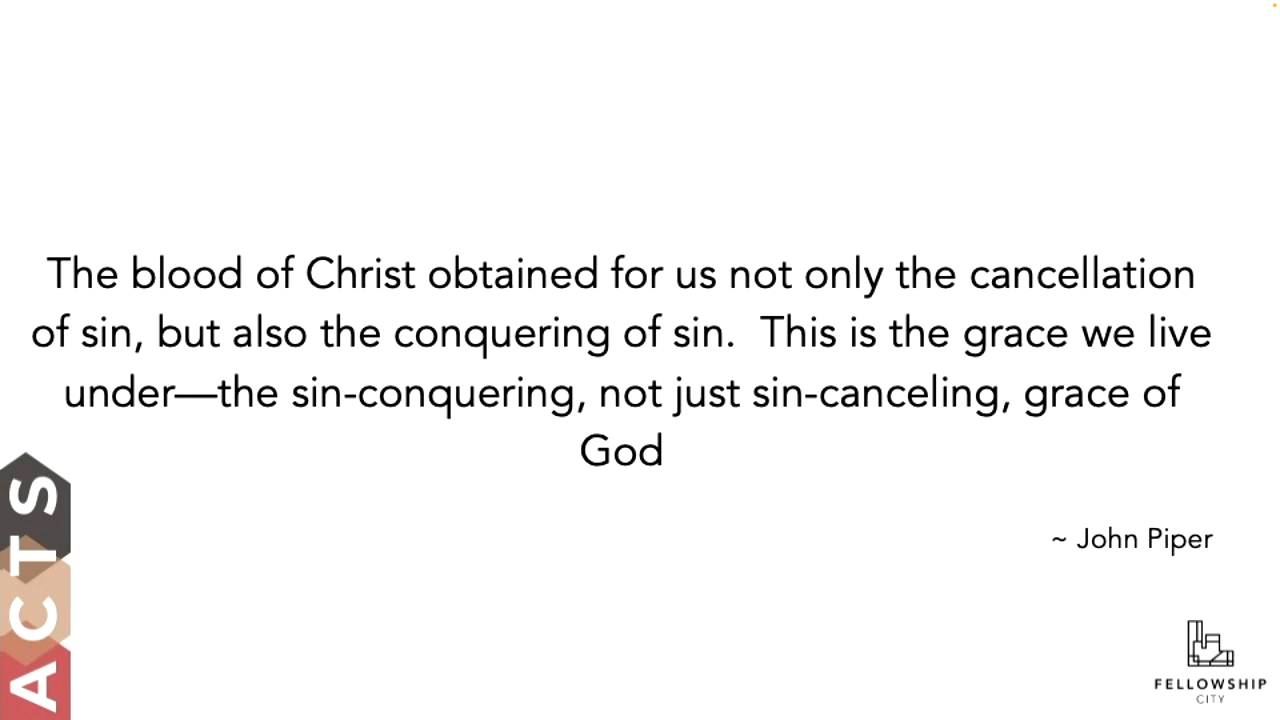 The blood of Christ obtained for us not only the cancellation
of sin, but also the conquering of sin.  This is the grace we live
under—the sin-conquering, not just sin-canceling, grace of
God
~ John Piper
ACTS
FELLOWSHIP
CITY